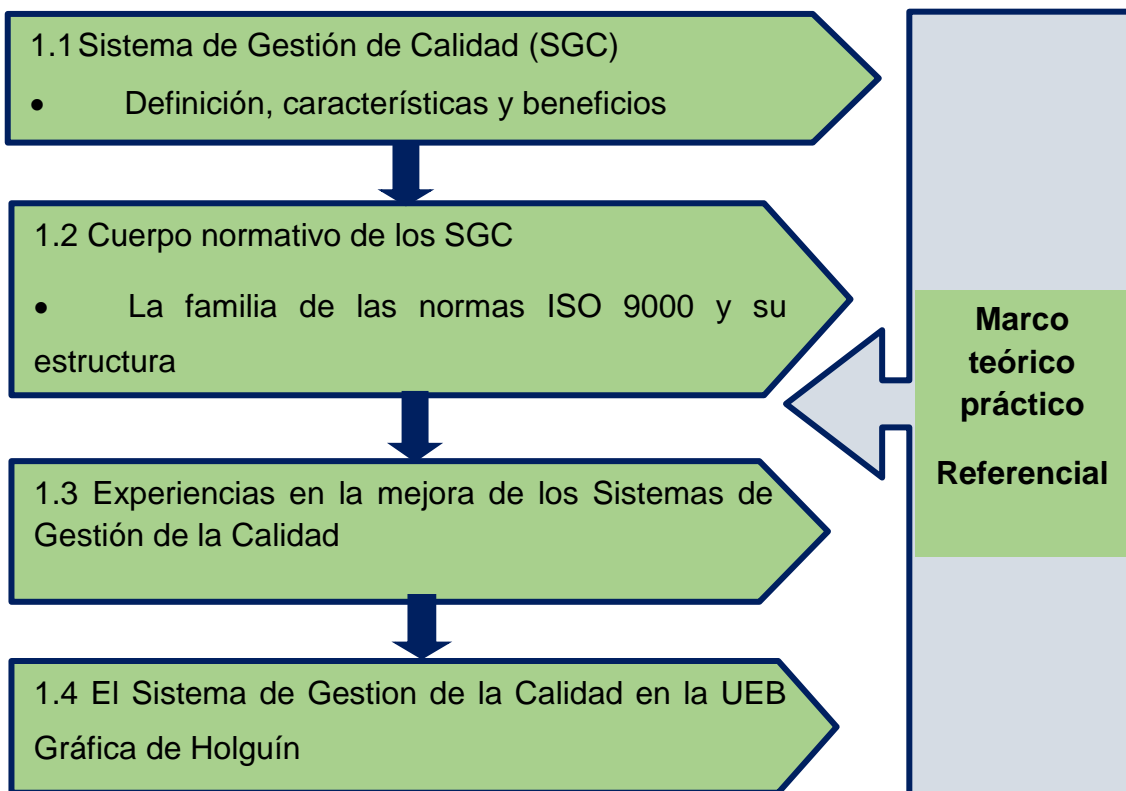 1.1 Sistema de Gestión de Calidad (SGC)
• Definición, características y beneficios
1.2 Cuerpo normativo de los SGC
• La familia de las normas ISO 9000 y su
estructura
1.3 Experiencias en la mejora de los Sistemas de
Gestión de la Calidad
1.4 El Sistema de Gestion de la Calidad en la UEB
Gráfica de Holguín
Marco
teórico
práctico
Referencial